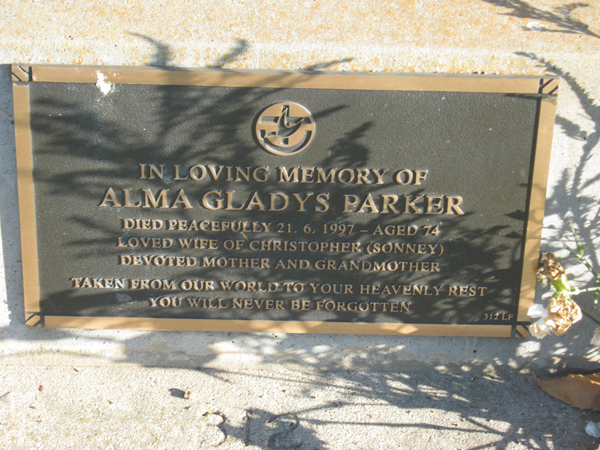 IN LOVING MEMORY OF
ALMA GLADYS PARKER
DIED PEACEFULLY 21. 6. 1997 – AGED 74
LOVED WIFE OF CHRISTOPHER (SONNEY)
DEVOTED MOTHER AND GRANDMOTHER
TAKEN FROM OUR WORLD TO YOUR HEAVENLY REST
YOU WILL NEVER BE FORGOTTEN
312 LF
312